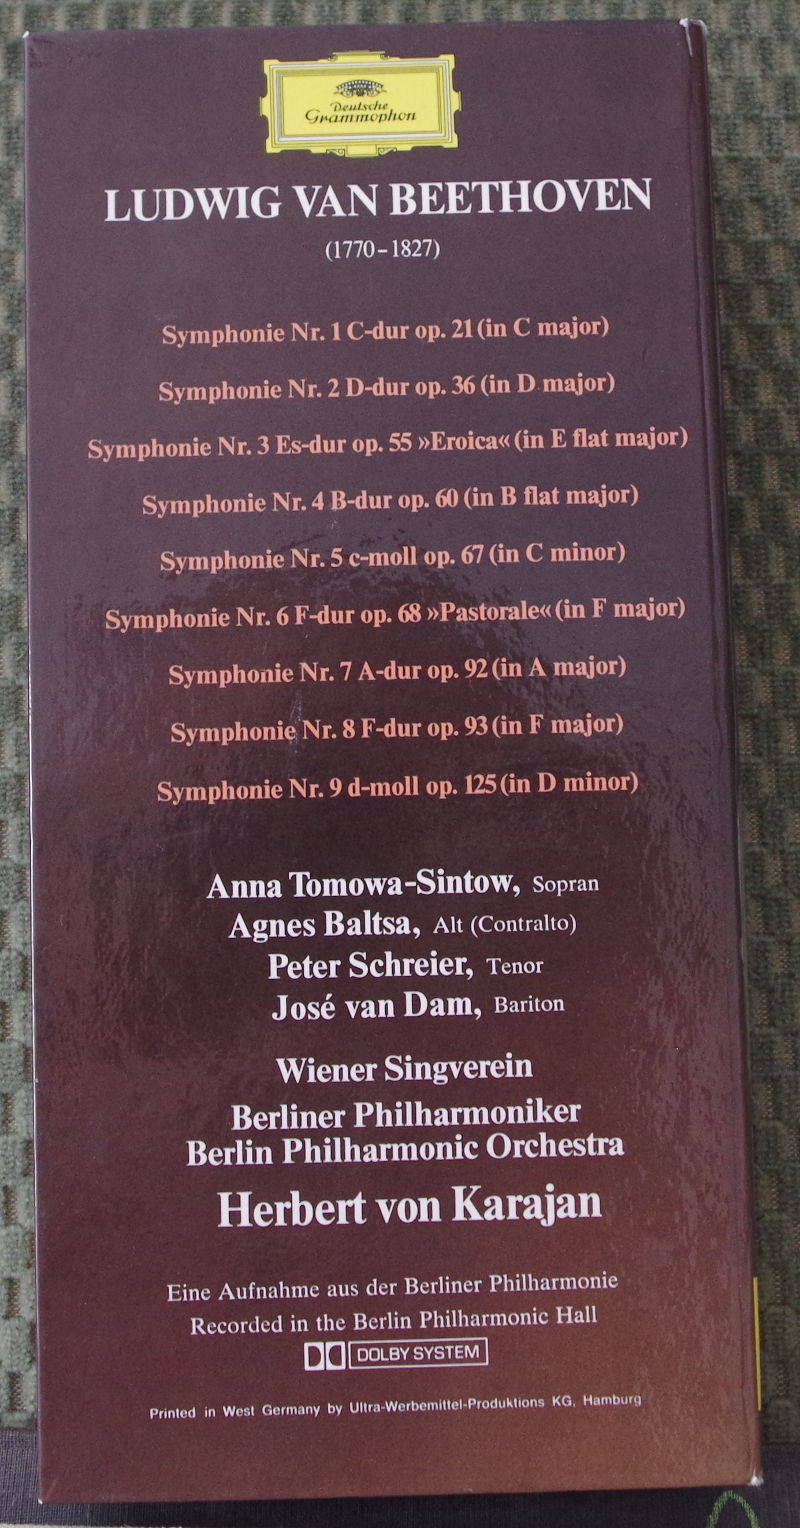 Deutsche
Grammophon
LUDWIG VAN BEETHOVEN
(1770–1827)
Symphonie Nr. 1 C-dur op. 21 (in C major)
Symphonie Nr. 2 D-dur op. 36 (in D major)
Symphonie Nr. 3 Es-dur op. 55 »Eroica« (in E flat major)
Symphonie Nr. 4 B-dur op. 60 (in B flat major)
Symphonie Nr. 5 c-moll op. 67 (in C minor)
Symphonie Nr. 6 F-dur op. 68 »Pastorale« (in F major)
Symphonie Nr. 7 A-dur op. 92 (in A major)
Symphonie Nr. 8 F-dur op. 93 (in F major)
Symphonie Nr. 9 d-moll op. 125 (in D minor)
Anna Tomowa-Sintow, Sopran
Agnes Baltsa, Alt (Contralto)
Peter Schreier, Tenor
José van Dam, Bariton
Wiener Singverein
Berliner Philharmoniker
Berlin Philharmonic Orchestra
Herbert von Karajan
Eine Aufnahme aus der Berliner Philharmonie
Recorded in the Berlin Philharmonic Hall
DOLBY SYSTEM
Printed in West Germany by Ultra-Werbemittel-Produktions KG, Hamburg